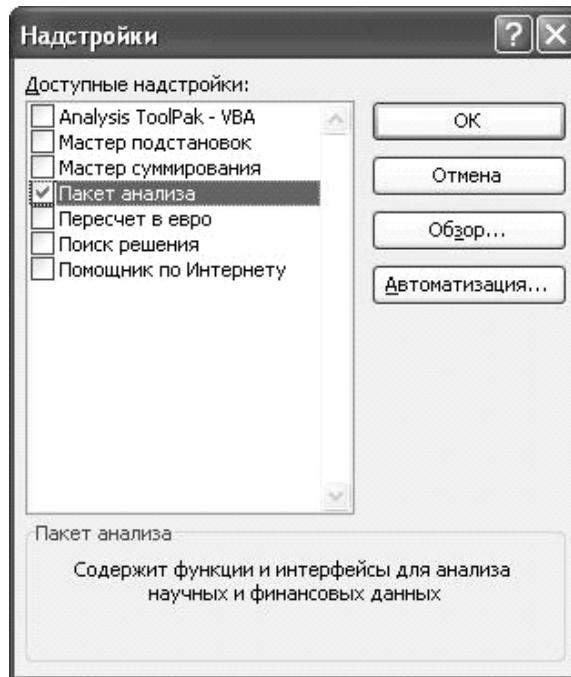 Надстройки
Доступные надстройки:
Analysis ToolPak - VBA
Мастер подстановок
Мастер суммирования
Пакет анализа
Пересчет в евро
Поиск решения
Помощник по Интернету
ОК
Отмена
Обзор...
Автоматизация...
Пакет анализа
Содержит функции и интерфейсы для анализа
научных и финансовых данных